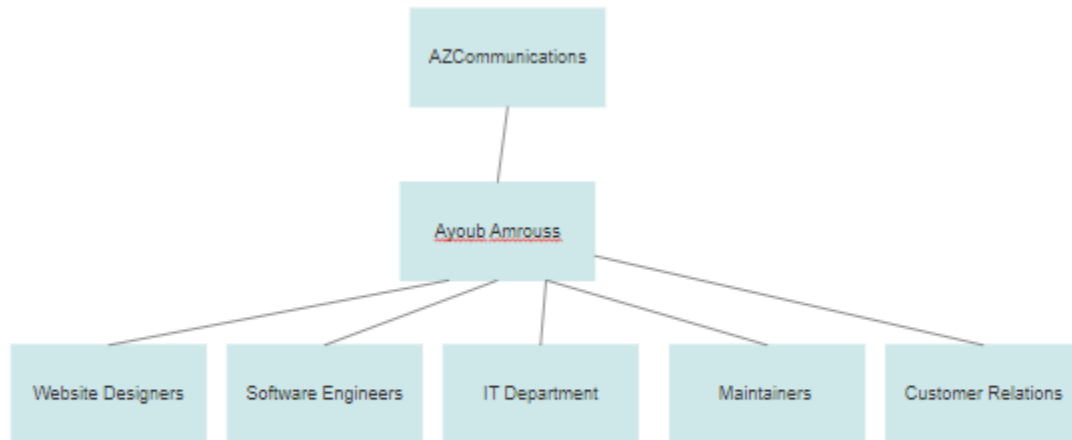 AZCommunications
Ayoub Amrouss
Website Designers
Software Engineers
IT Department
Maintainers
Customer Relations